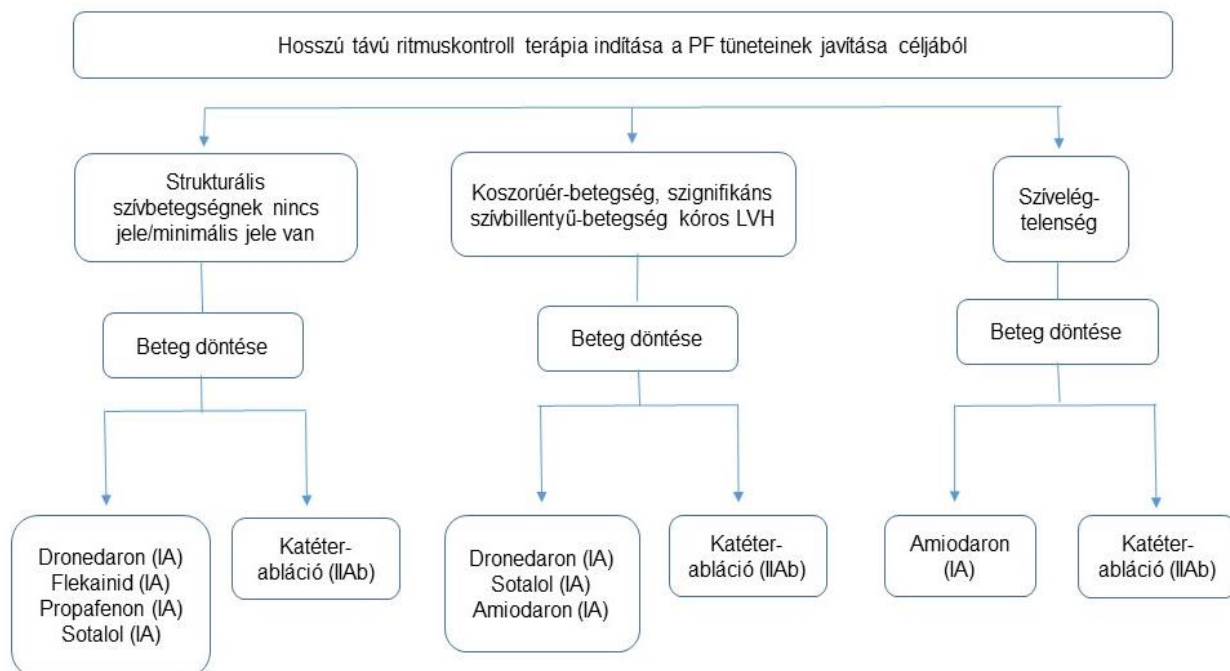 Hosszú távú ritmuskontroll terápia indítása a PF tüneteinek javítása céljából
Strukturális
szívbetegségnek nincs
jele/minimális jele van
Koszorúér-betegség, szignifikáns
szívbillentyű-betegség kóros LVH
Szívelég-
telenség
Beteg döntése
Beteg döntése
Beteg döntése
Dronedaron (IA)
Flekainid (IA)
Propafenon (IA)
Sotalol (IA)
Katéter-
abláció (IIAb)
Dronedaron (IA)
Sotalol (IA)
Amiodaron (IA)
Katéter-
abláció (IIAb)
Amiodaron
(IA)
Katéter-
abláció (IIAb)